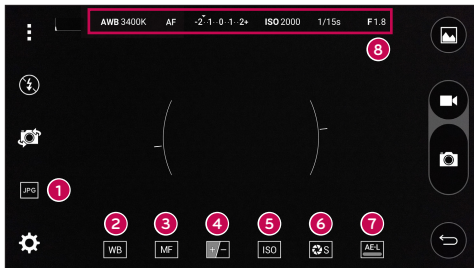 AWB 3400K AF -2·1··0··1··2+ ISO 2000 1/15s F 1.8
8
JPG 1
2 3 4 5 6 7
WB MF +/- ISO S AE-L